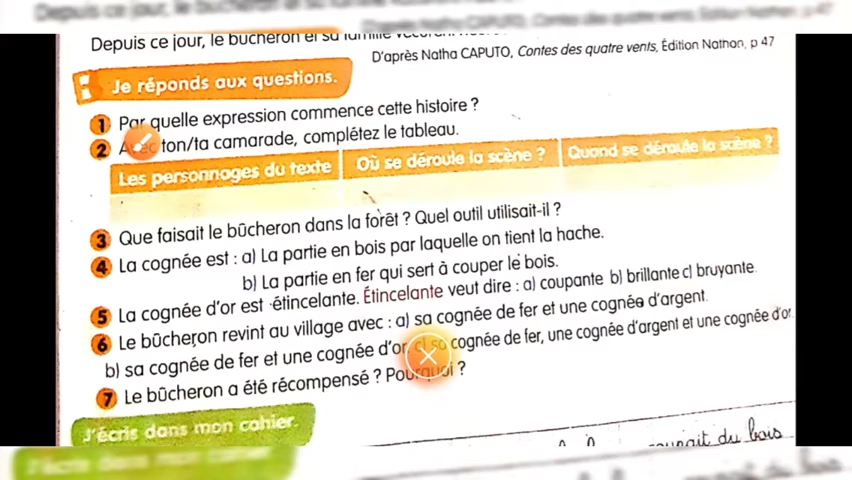 Depuis ce jour, le bûcheron et sa famille
D'après Natha CAPUTO, Contes des quatre vents, Édition Nathan, p 47
Je réponds aux questions.
1 Par quelle expression commence cette histoire ?
2 Avec ton/ta camarade, complétez le tableau.
Les personnages du texte Où se déroule la scène ? Quand se déroule la scène ?
3 Que faisait le bûcheron dans la forêt ? Quel outil utilisait-il ?
4 La cognée est : a) La partie en bois par laquelle on tient la hache.
b) La partie en fer qui sert à couper le bois.
5 La cognée d'or est étincelante. Étincelante veut dire : a) coupante b) brillante c) bruyante.
6 Le bûcheron revint au village avec : a) sa cognée de fer et une cognée d'argent.
b) sa cognée de fer et une cognée d'or, c) sa cognée de fer, une cognée d'argent et une cognée d'or.
7 Le bûcheron a été récompensé ? Pourquoi ?
J'écris dans mon cahier.
du bois